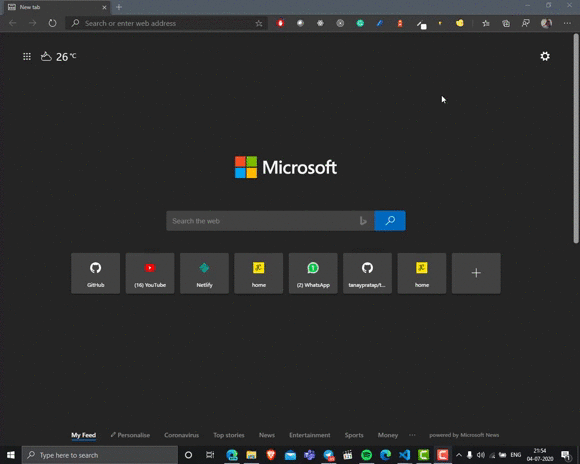 New tab
Search or enter web address
26 °C
Microsoft
Search the web
GitHub
(16) YouTube
Netlify
home
(2) WhatsApp
tanaypratap/t...
home
My Feed
Personalise
Coronavirus
Top stories
News
Entertainment
Sports
Money
...
powered by Microsoft News
Type here to search
ENG
21:54
04-07-2020